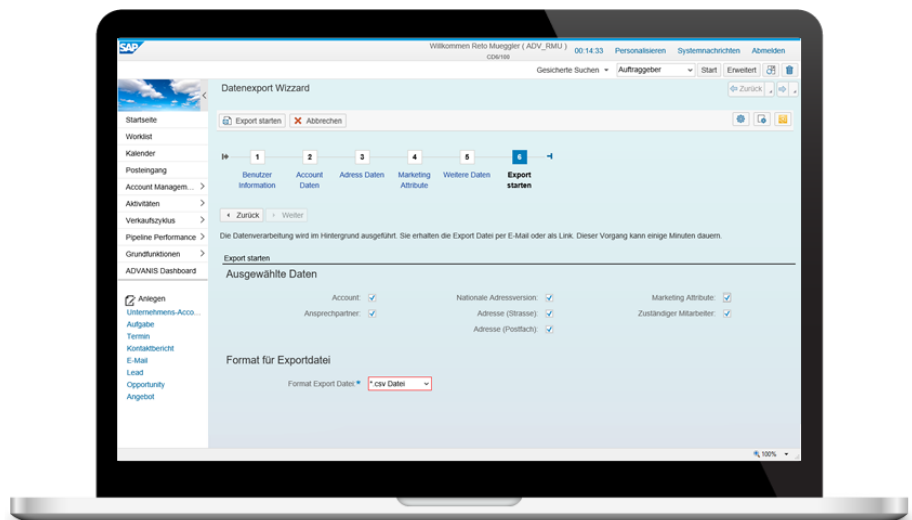 SAP
Willkommen Reto Mueggler ( ADV_RMU )
CD6/100
00:14:33 Personalisieren Systemnachrichten Abmelden
Gesicherte Suchen Auftraggeber Start Erweitert
Datenexport Wizzard
Zurück
Startseite
Worklist
Kalender
Posteingang
Account Managem...
Aktivitäten
Verkaufszyklus
Pipeline Performance
Grundfunktionen
ADVANIS Dashboard
Anlegen
Unternehmens-Acco...
Aufgabe
Termin
Kontaktbericht
E-Mail
Lead
Opportunity
Angebot
Export starten Abbrechen
1 2 3 4 5 6
Benutzer Information
Account Daten
Adress Daten
Marketing Attribute
Weitere Daten
Export starten
Zurück Weiter
Die Datenverarbeitung wird im Hintergrund ausgeführt. Sie erhalten die Export Datei per E-Mail oder als Link. Dieser Vorgang kann einige Minuten dauern.
Export starten
Ausgewählte Daten
Account: Nationale Adressversion: Marketing Attribute:
Ansprechpartner: Adresse (Strasse): Zuständiger Mitarbeiter:
Adresse (Postfach):
Format für Exportdatei
Format Export Datei:* *.csv Datei
100%